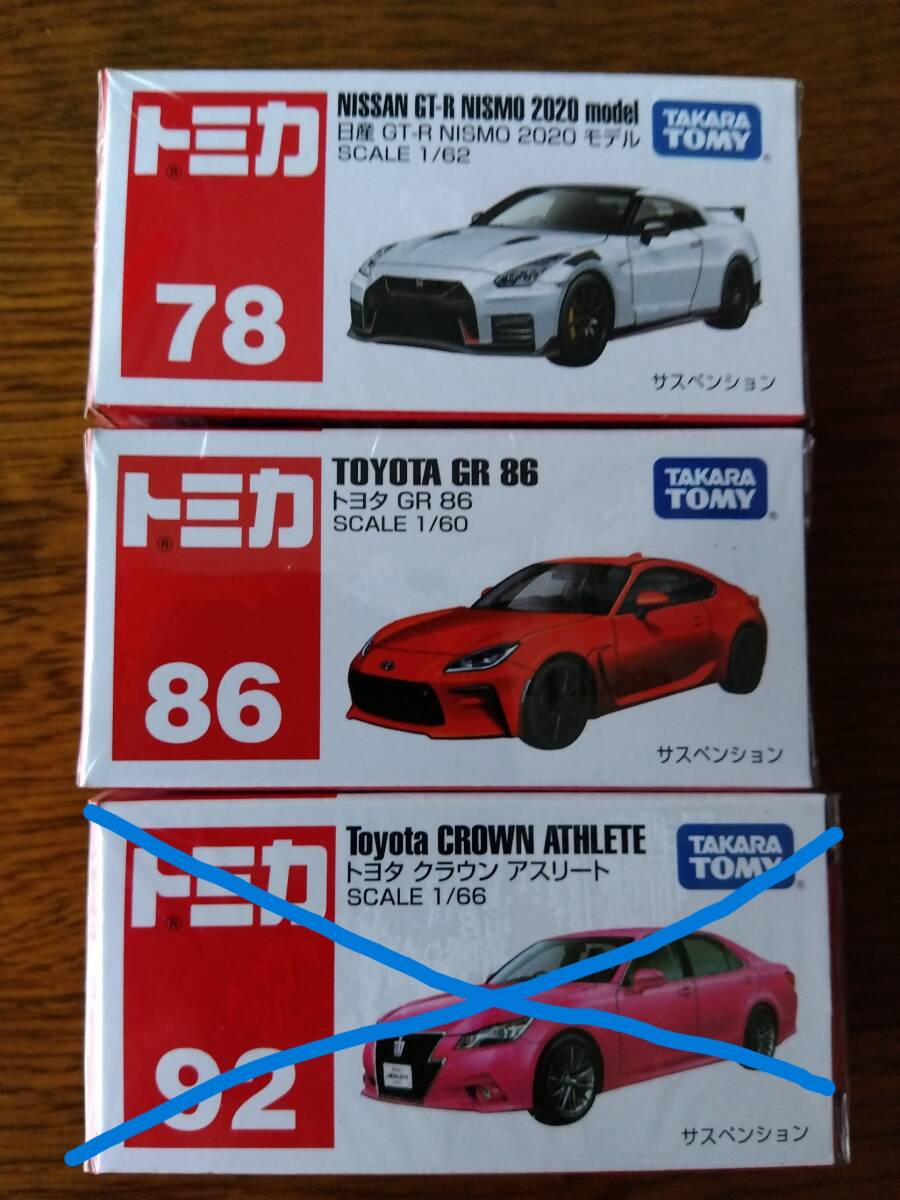 トミカ
®
78
NISSAN GT-R NISMO 2020 model
日産 GT-R NISMO 2020 モデル
SCALE 1/62
TAKARA
TOMY
®
サスペンション
トミカ
®
86
TOYOTA GR 86
トヨタ GR 86
SCALE 1/60
TAKARA
TOMY
®
サスペンション
トミカ
®
92
Toyota CROWN ATHLETE
トヨタ クラウン アスリート
SCALE 1/66
TAKARA
TOMY
®
サスペンション